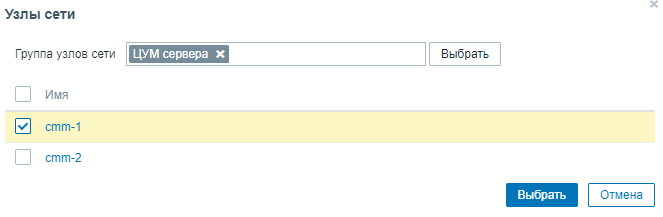 Узлы сети
Группа узлов сети ЦУМ сервера Выбрать
Имя
cmm-1
cmm-2
Выбрать Отмена